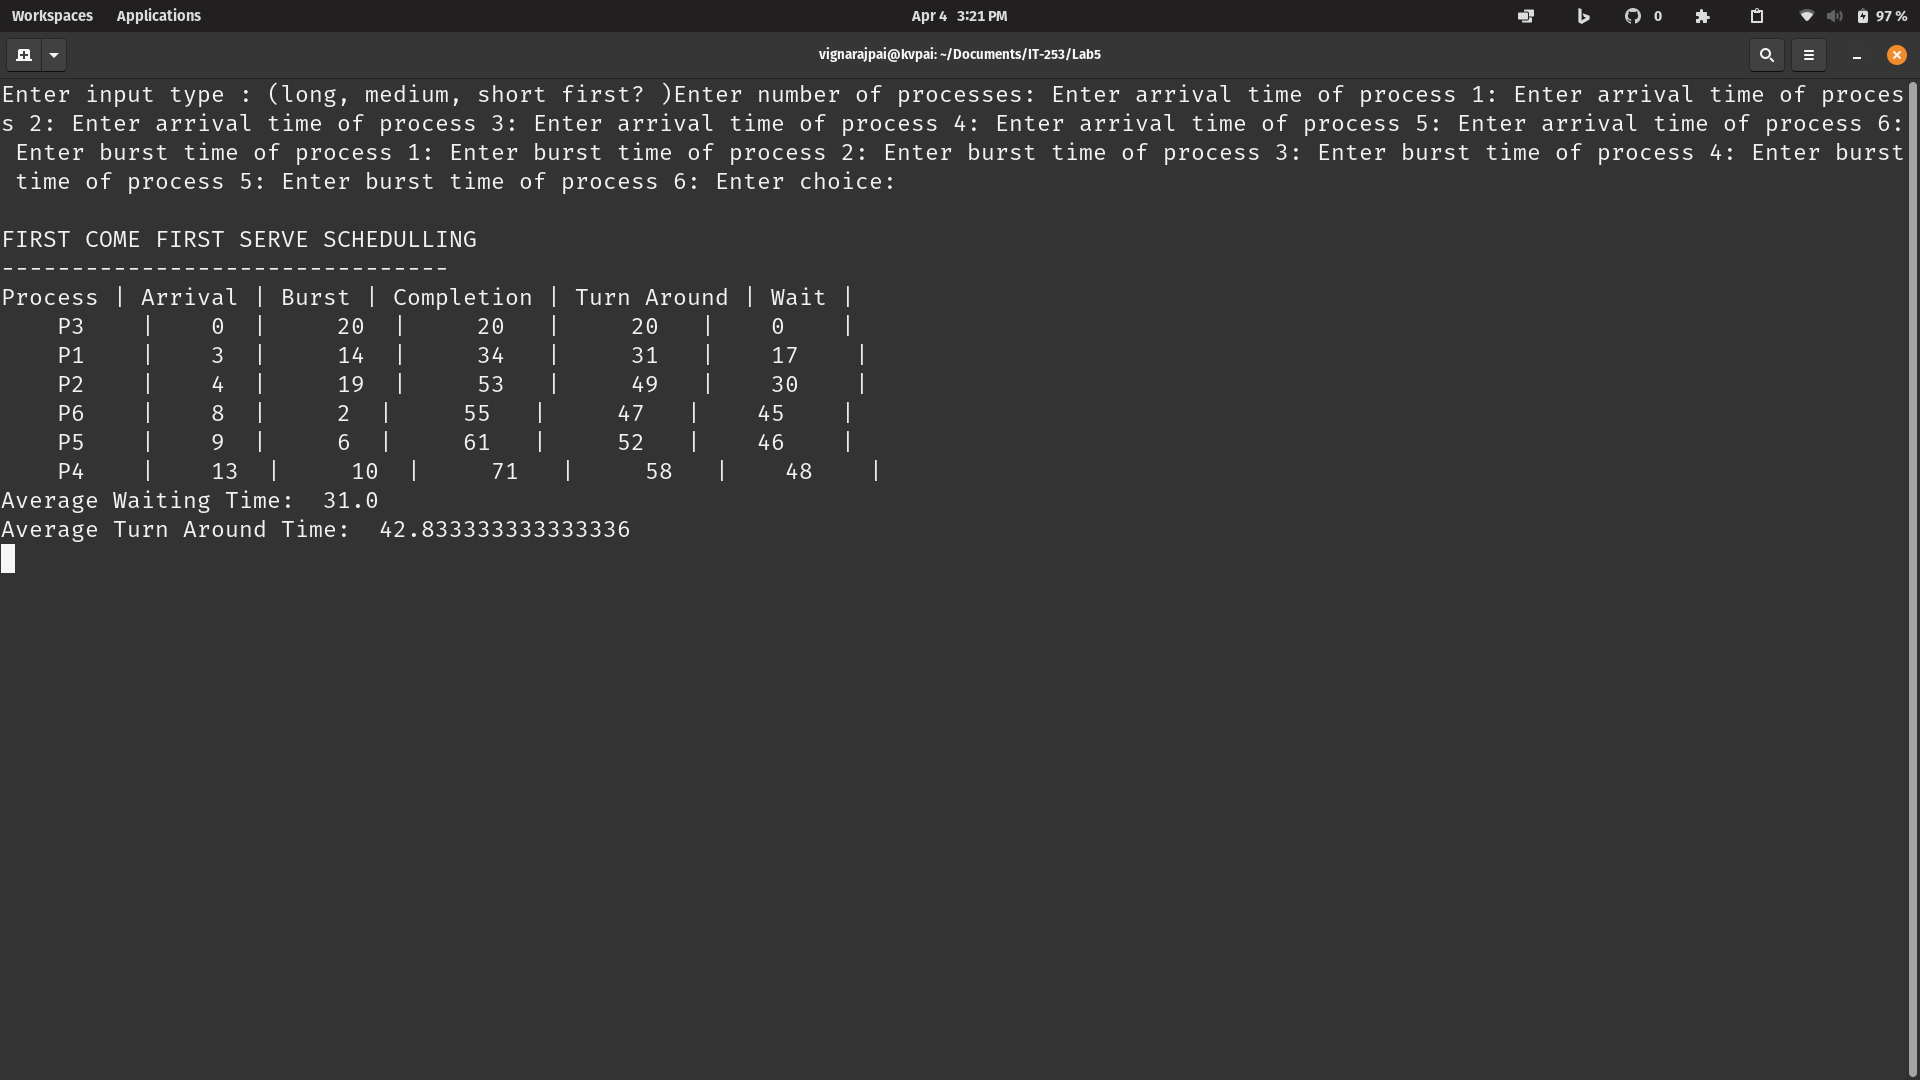 Workspaces Applications Apr 4 3:21 PM 0 97 %
vignarajpai@kvpai: ~/Documents/IT-253/Lab5
Enter input type : (long, medium, short first? )Enter number of processes: Enter arrival time of process 1: Enter arrival time of proces
s 2: Enter arrival time of process 3: Enter arrival time of process 4: Enter arrival time of process 5: Enter arrival time of process 6:
 Enter burst time of process 1: Enter burst time of process 2: Enter burst time of process 3: Enter burst time of process 4: Enter burst
 time of process 5: Enter burst time of process 6: Enter choice:
FIRST COME FIRST SERVE SCHEDULLING
--------------------------------
Process | Arrival | Burst | Completion | Turn Around | Wait |
    P3    |    0  |     20  |     20   |     20   |    0    |
    P1    |    3  |     14  |     34   |     31   |    17    |
    P2    |    4  |     19  |     53   |     49   |    30    |
    P6    |    8  |     2  |     55   |     47   |    45    |
    P5    |    9  |     6  |     61   |     52   |    46    |
    P4    |    13  |     10  |     71   |     58   |    48    |
Average Waiting Time:  31.0
Average Turn Around Time:  42.833333333333336